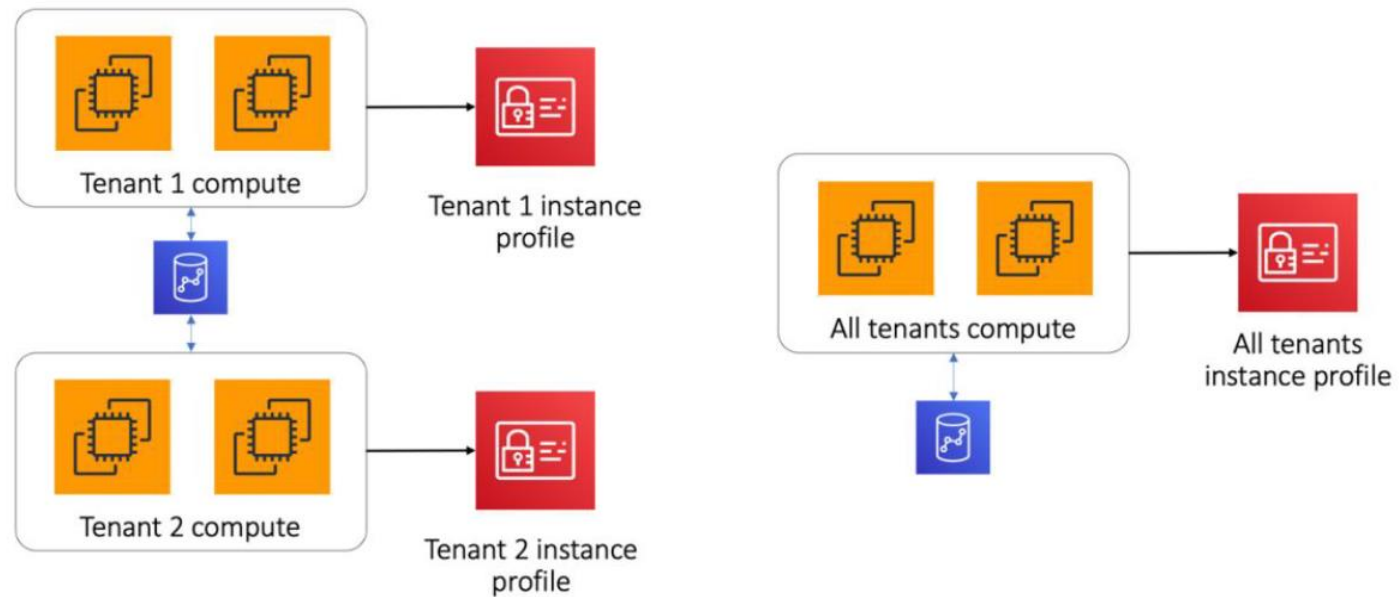 Tenant 1 compute
Tenant 1 instance
profile
Tenant 2 compute
Tenant 2 instance
profile
All tenants compute
All tenants
instance profile